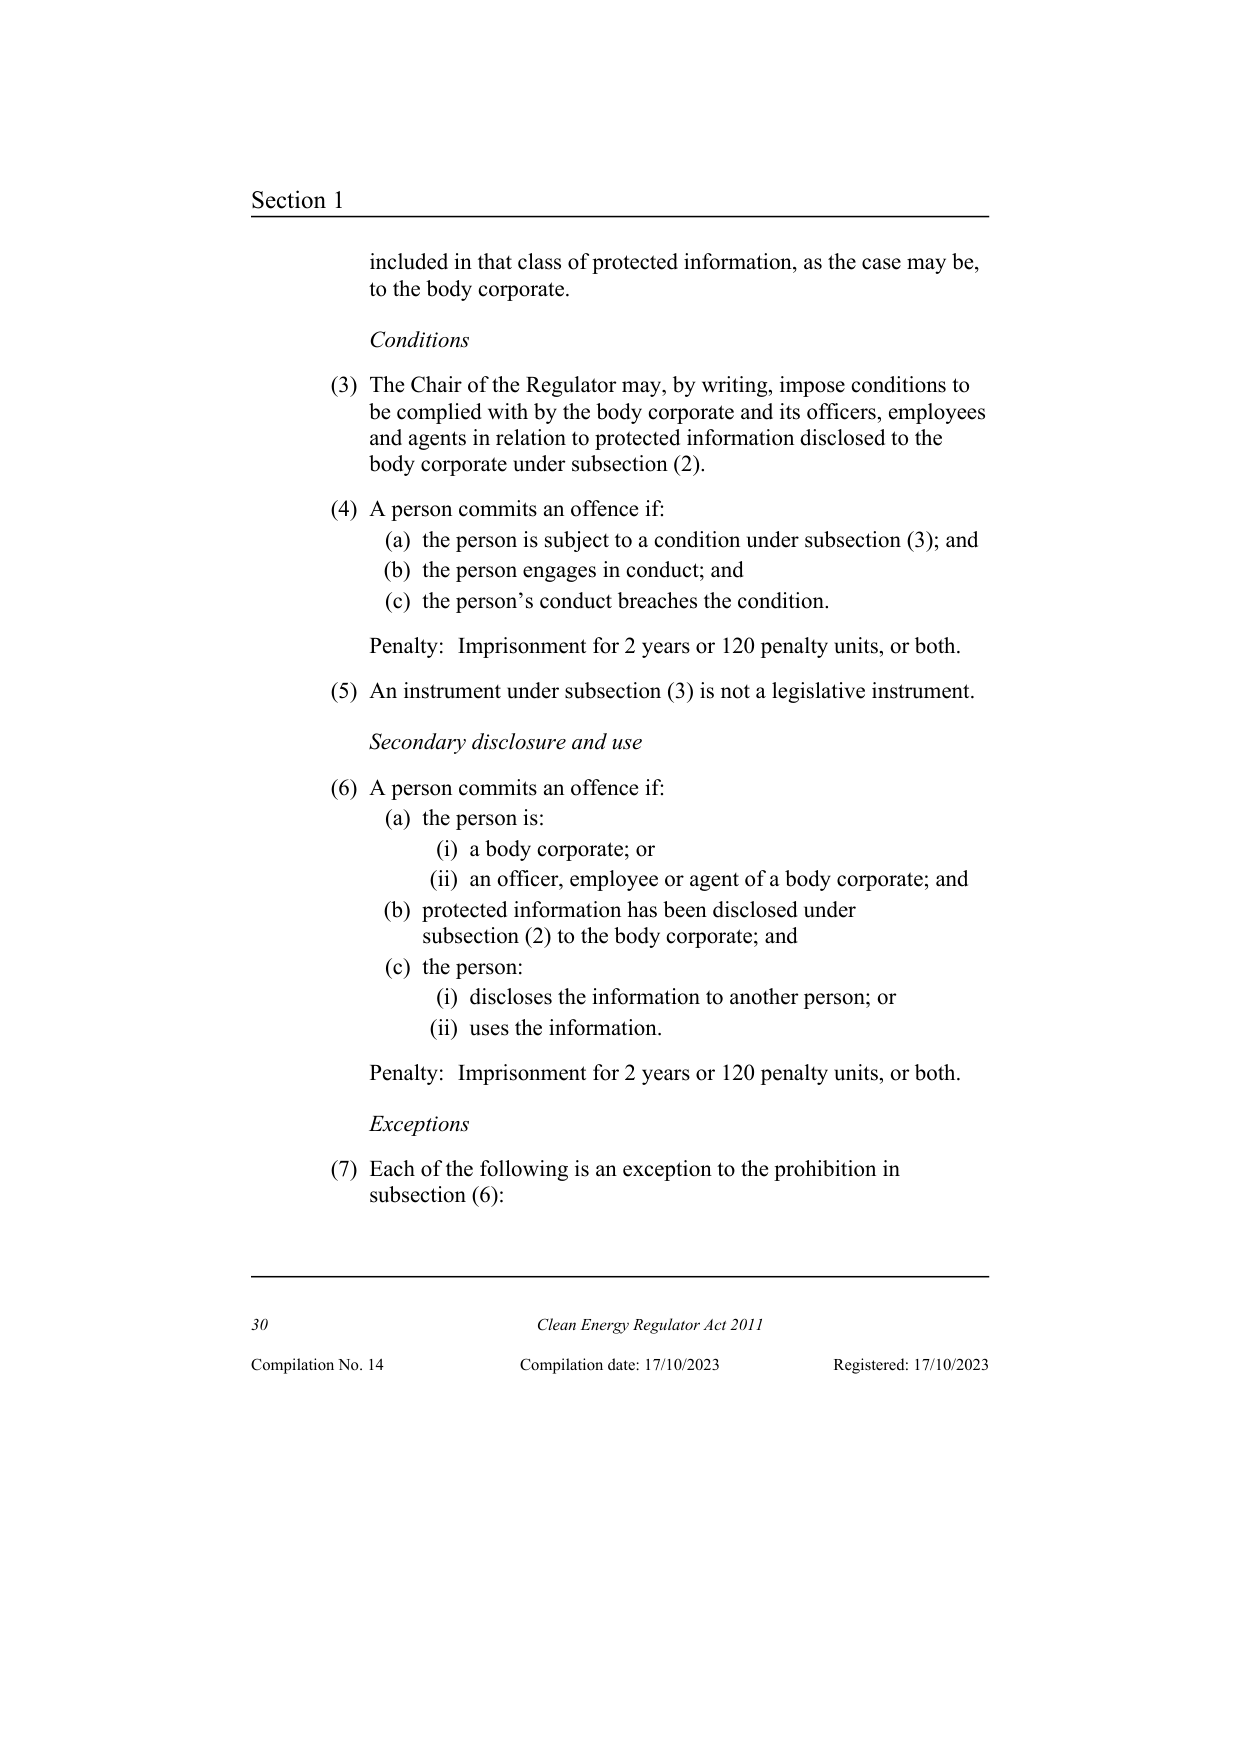 Section 1
included in that class of protected information, as the case may be,
to the body corporate.
Conditions
(3) The Chair of the Regulator may, by writing, impose conditions to
be complied with by the body corporate and its officers, employees
and agents in relation to protected information disclosed to the
body corporate under subsection (2).
(4) A person commits an offence if:
(a) the person is subject to a condition under subsection (3); and
(b) the person engages in conduct; and
(c) the person’s conduct breaches the condition.
Penalty: Imprisonment for 2 years or 120 penalty units, or both.
(5) An instrument under subsection (3) is not a legislative instrument.
Secondary disclosure and use
(6) A person commits an offence if:
(a) the person is:
(i) a body corporate; or
(ii) an officer, employee or agent of a body corporate; and
(b) protected information has been disclosed under
subsection (2) to the body corporate; and
(c) the person:
(i) discloses the information to another person; or
(ii) uses the information.
Penalty: Imprisonment for 2 years or 120 penalty units, or both.
Exceptions
(7) Each of the following is an exception to the prohibition in
subsection (6):
30 Clean Energy Regulator Act 2011
Compilation No. 14 Compilation date: 17/10/2023 Registered: 17/10/2023